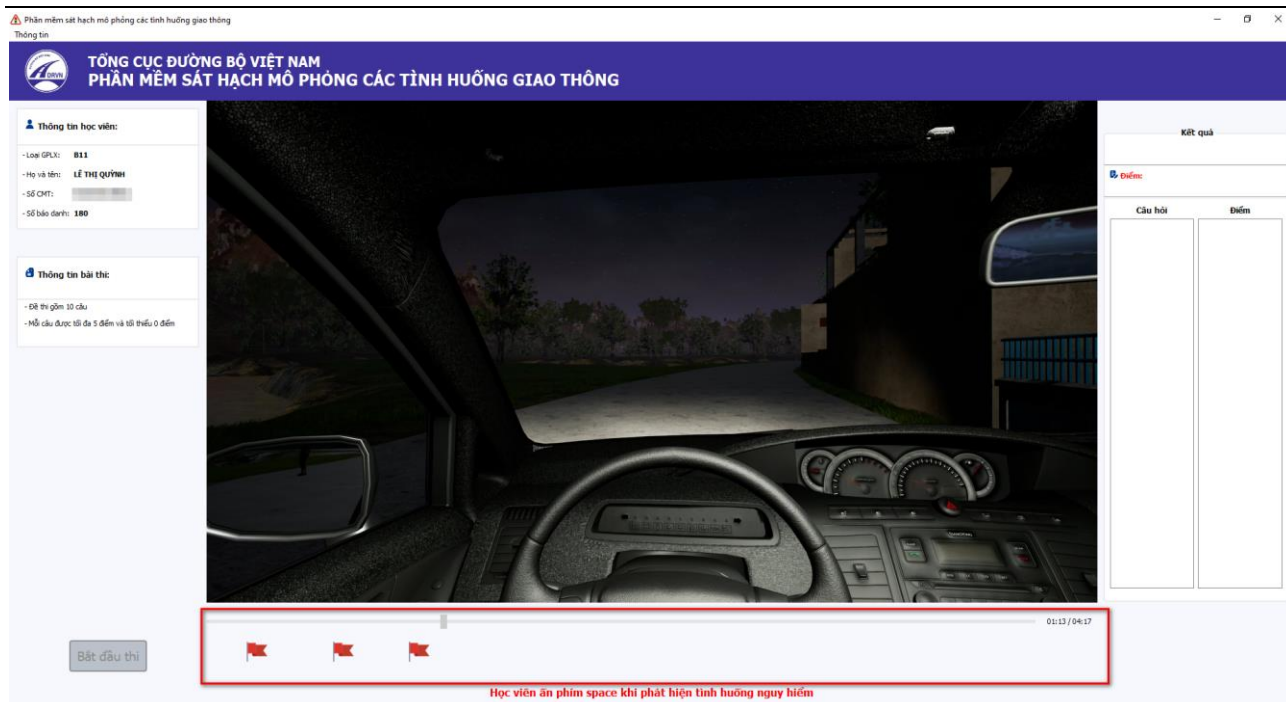 Phần mềm sát hạch mô phỏng các tình huống giao thông
Thông tin
TỔNG CỤC ĐƯỜNG BỘ VIỆT NAM
PHẦN MỀM SÁT HẠCH MÔ PHỎNG CÁC TÌNH HUỐNG GIAO THÔNG
DRVN
Thông tin học viên:
- Loại GPLX: B11
- Họ và tên: LÊ THỊ QUỲNH
- Số CMT:
- Số báo danh: 180
Thông tin bài thi:
- Đề thi gồm 10 câu
- Mỗi câu được tối đa 5 điểm và tối thiểu 0 điểm
Bắt đầu thi
01:13 / 04:17
Học viên ấn phím space khi phát hiện tình huống nguy hiểm
Kết quả
Điểm:
Câu hỏi
Điểm